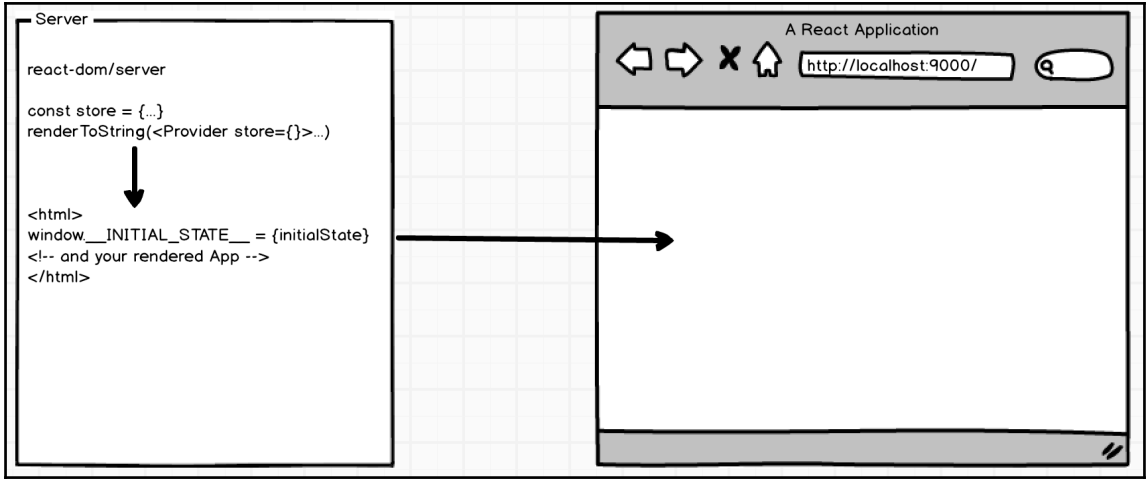 Server
react-dom/server
const store = {...}
renderToString(<Provider store={}>...)
<html>
window.__INITIAL_STATE__ = {initialState}
<!-- and your rendered App -->
</html>
A React Application
http://localhost:9000/